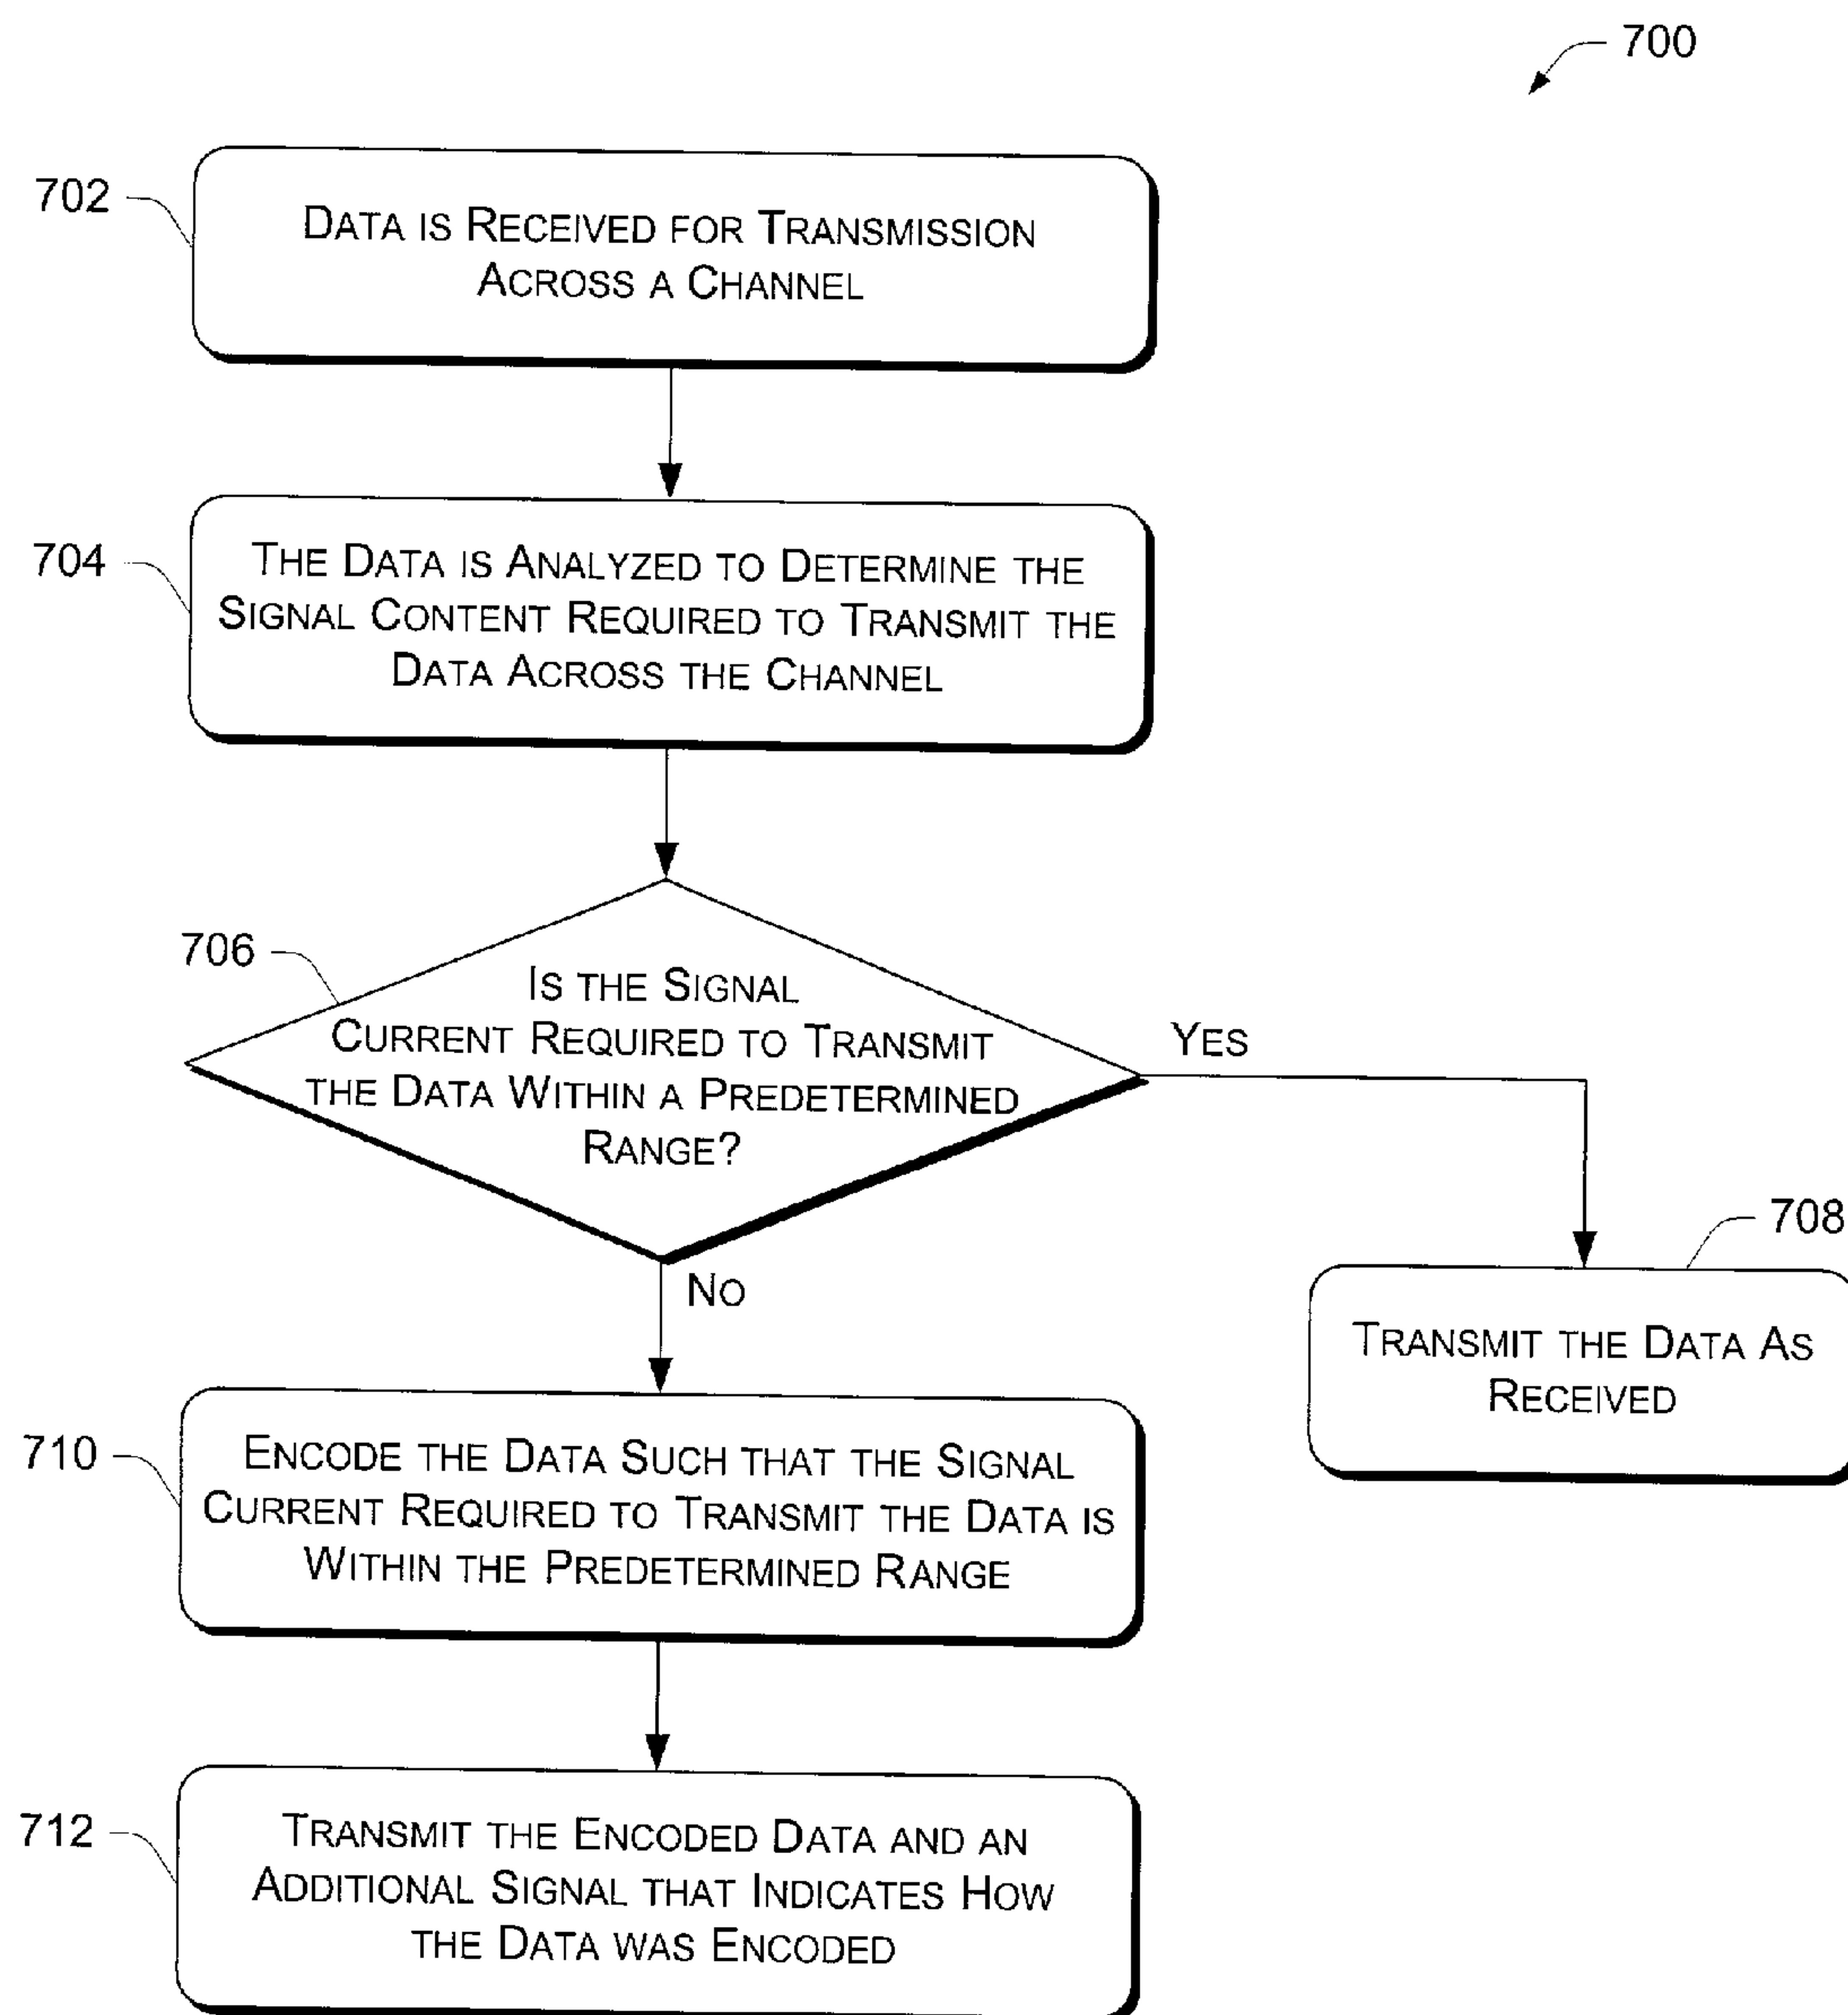 700
702
DATA IS RECEIVED FOR TRANSMISSION
ACROSS A CHANNEL
704
THE DATA IS ANALYZED TO DETERMINE THE
SIGNAL CONTENT REQUIRED TO TRANSMIT THE
DATA ACROSS THE CHANNEL
706
IS THE SIGNAL
CURRENT REQUIRED TO TRANSMIT
THE DATA WITHIN A PREDETERMINED
RANGE?
YES
NO
708
TRANSMIT THE DATA AS
RECEIVED
710
ENCODE THE DATA SUCH THAT THE SIGNAL
CURRENT REQUIRED TO TRANSMIT THE DATA IS
WITHIN THE PREDETERMINED RANGE
712
TRANSMIT THE ENCODED DATA AND AN
ADDITIONAL SIGNAL THAT INDICATES HOW
THE DATA WAS ENCODED